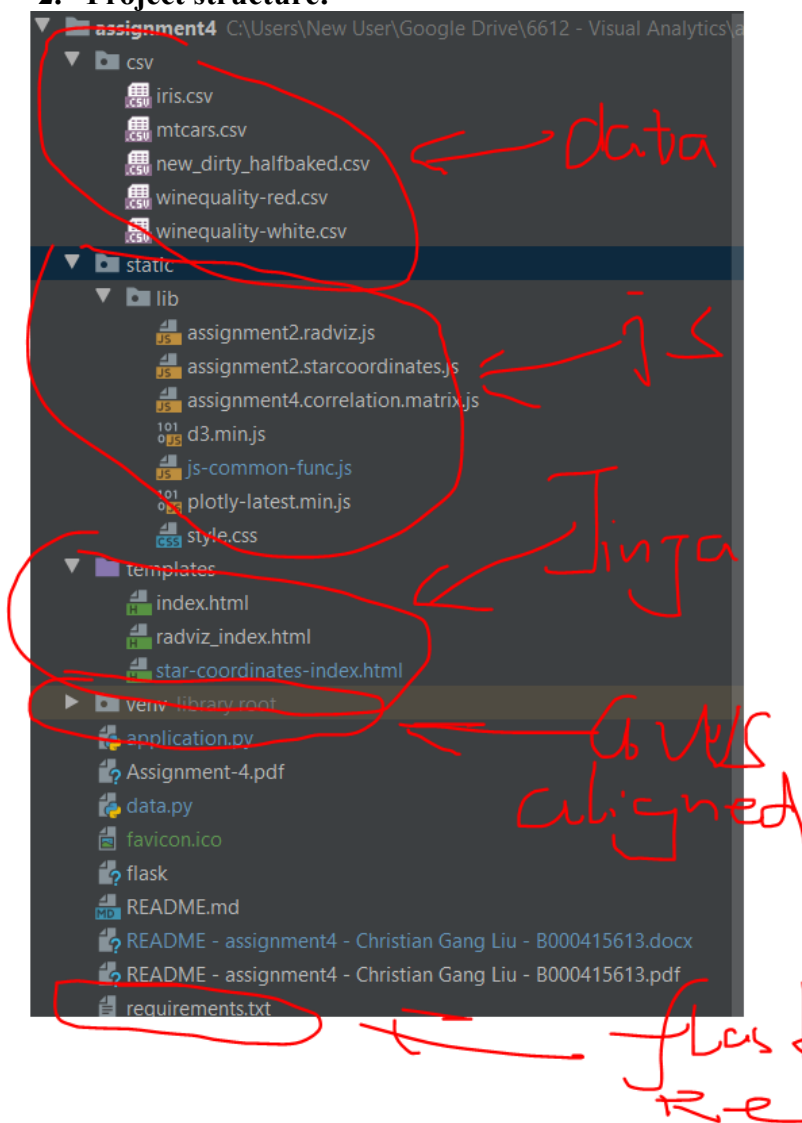 2. Project structure:
assignment4 C:\Users\New User\Google Drive\6612 - Visual Analytics\a
csv
iris.csv
mtcars.csv
new_dirty_halfbaked.csv
data
winequality-red.csv
winequality-white.csv
static
lib
assignment2.radviz.js
js
assignment2.starcoordinates.js
assignment4.correlation.matrix.js
d3.min.js
js-common-func.js
plotly-latest.min.js
style.css
Jinja
templates
index.html
radviz_index.html
star-coordinates-index.html
venv library root
application.py
Assignment-4.pdf
aligned
data.py
favicon.ico
flask
README.md
README - assignment4 - Christian Gang Liu - B000415613.docx
README - assignment4 - Christian Gang Liu - B000415613.pdf
requirements.txt
Re